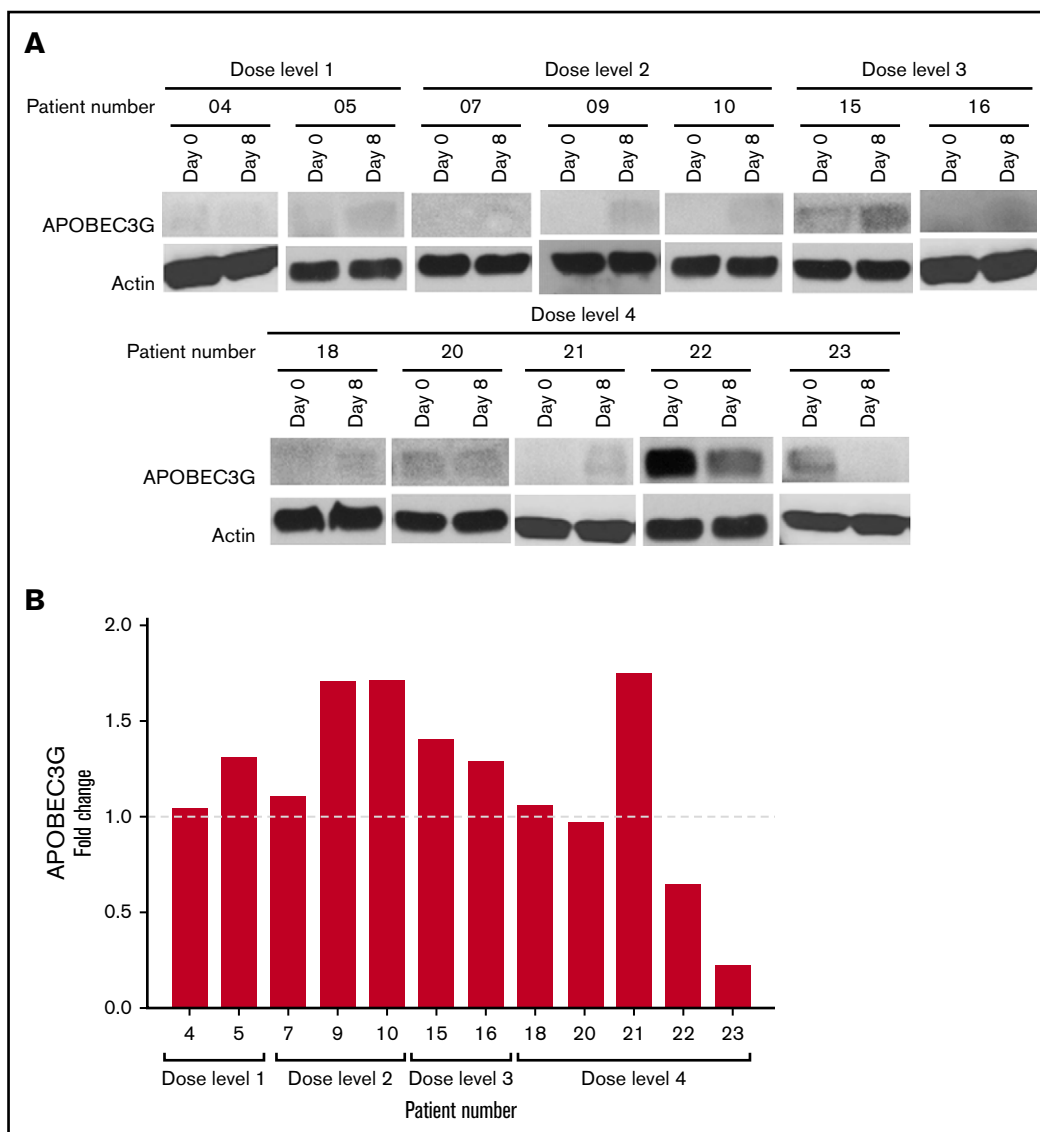 A
Dose level 1 Dose level 2 Dose level 3
Patient number 04 05 07 09 10 15 16
Day 0 Day 8 Day 0 Day 8 Day 0 Day 8 Day 0 Day 8 Day 0 Day 8 Day 0 Day 8 Day 0 Day 8
APOBEC3G
Actin
Dose level 4
Patient number 18 20 21 22 23
Day 0 Day 8 Day 0 Day 8 Day 0 Day 8 Day 0 Day 8 Day 0 Day 8
APOBEC3G
Actin
B
APOBEC3G
Fold change
2.0
1.5
1.0
0.5
0.0
4 5 7 9 10 15 16 18 20 21 22 23
Dose level 1 Dose level 2 Dose level 3 Dose level 4
Patient number